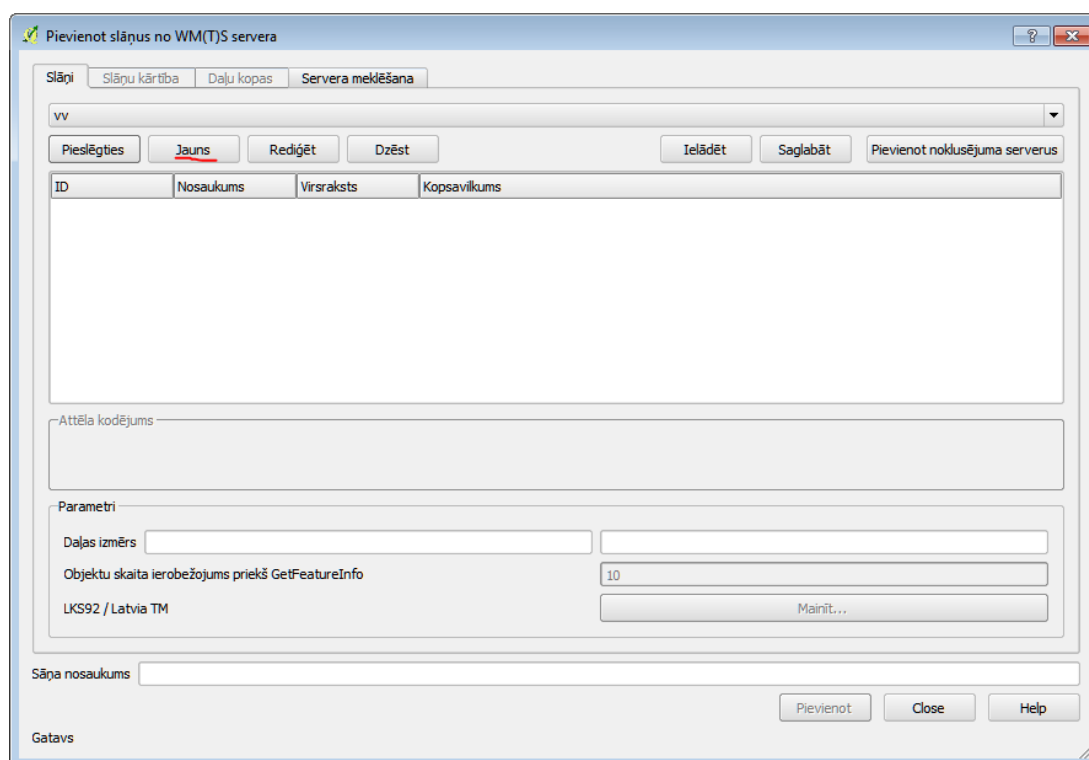 Pievienot slāņus no WM(T)S servera
Slāņi Slāņu kārtība Daļu kopas Servera meklēšana
vv
Pieslēgties Jauns Rediģēt Dzēst Ielādēt Saglabāt Pievienot noklusējuma serverus
ID Nosaukums Virsraksts Kopsavilkums
Attēla kodējums
Parametri
Daļas izmērs
Objektu skaita ierobežojums priekš GetFeatureInfo 10
LKS92 / Latvia TM Mainīt...
Sāņa nosaukums
Pievienot Close Help
Gatavs